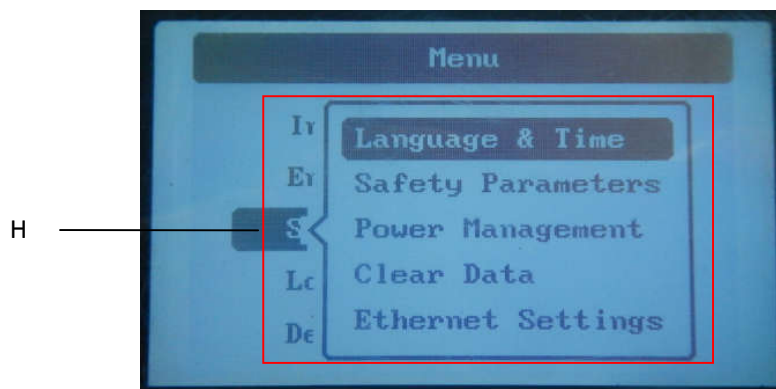 Menu
Language & Time
Safety Parameters
H
Power Management
Clear Data
Ethernet Settings